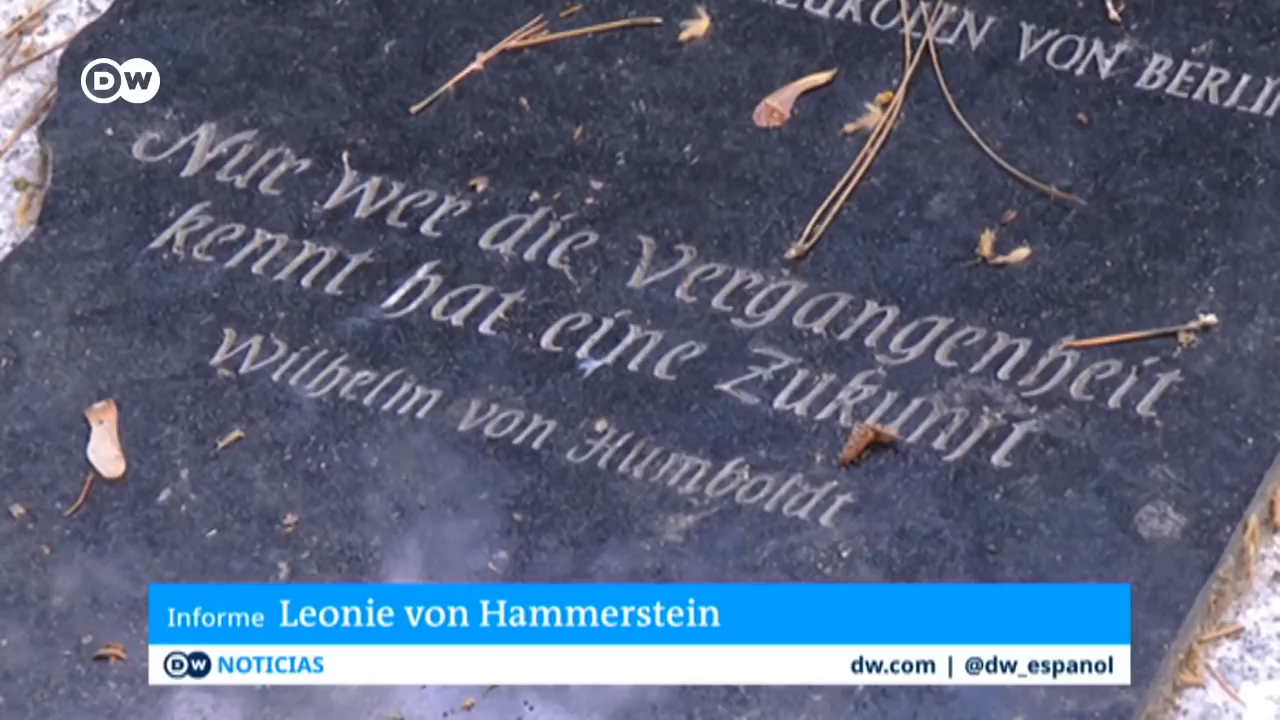 VON BERLI
DW
Nur wer die Vergangenheit
kennt hat eine Zukunft
Wilhelm von Humboldt
Informe Leonie von Hammerstein
DW NOTICIAS dw.com | @dw_espanol